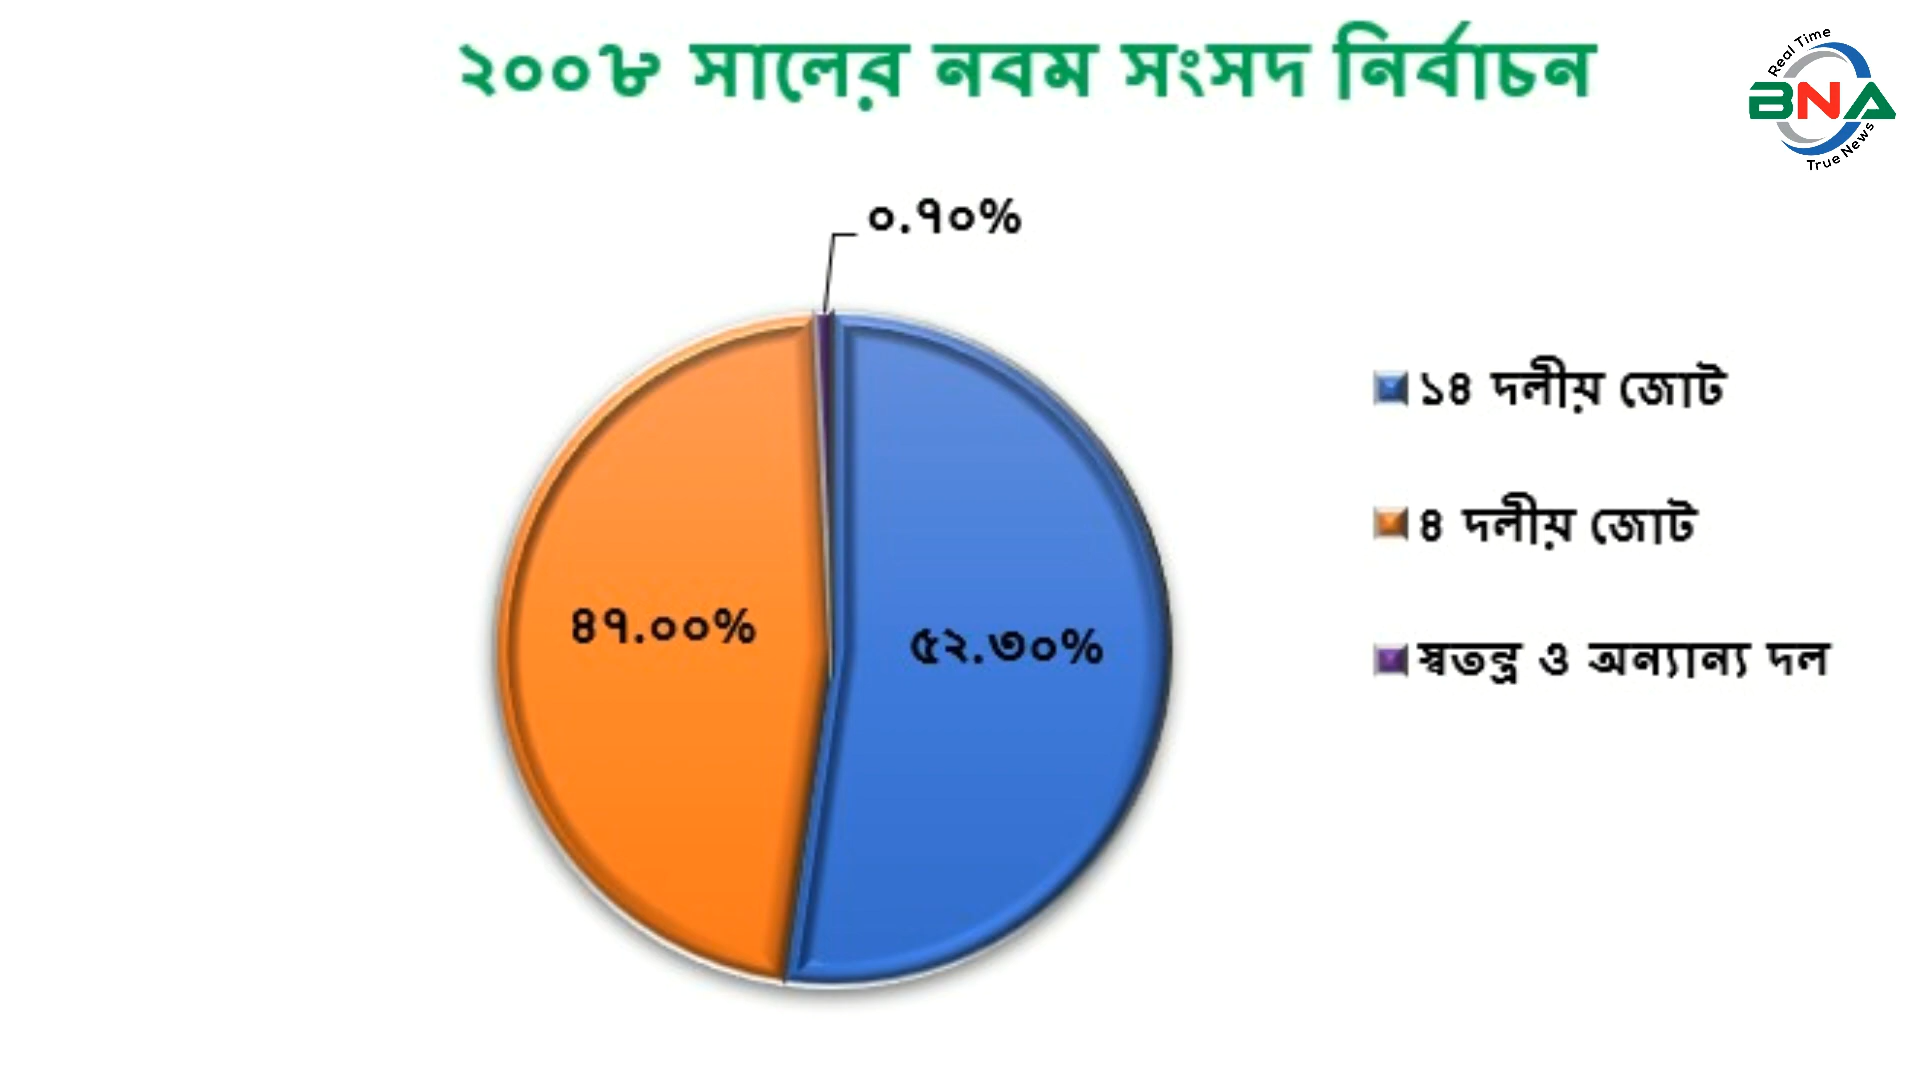 ২০০৮ সালের নবম সংসদ নির্বাচন
Real Time
BNA
True News
০.৭০%
৪৭.০০%
৫২.৩০%
১৪ দলীয় জোট
৪ দলীয় জোট
স্বতন্ত্র ও অন্যান্য দল